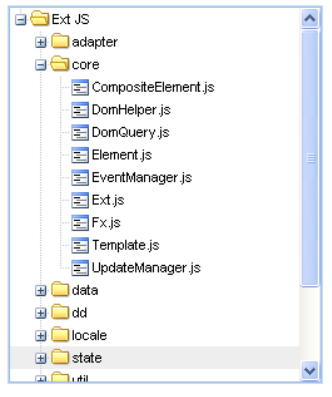 Ext JS
adapter
core
CompositeElement.js
DomHelper.js
DomQuery.js
Element.js
EventManager.js
Ext.js
Fx.js
Template.js
UpdateManager.js
data
dd
locale
state
util